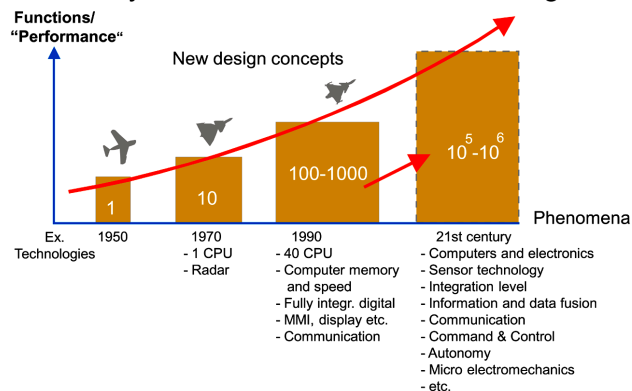 Functions/
“Performance“
New design concepts
1
10
100-1000
10^5-10^6
Phenomena
Ex.
Technologies
1950
1970
- 1 CPU
- Radar
1990
- 40 CPU
- Computer memory
and speed
- Fully integr. digital
- MMI, display etc.
- Communication
21st century
- Computers and electronics
- Sensor technology
- Integration level
- Information and data fusion
- Communication
- Command & Control
- Autonomy
- Micro electromechanics
- etc.